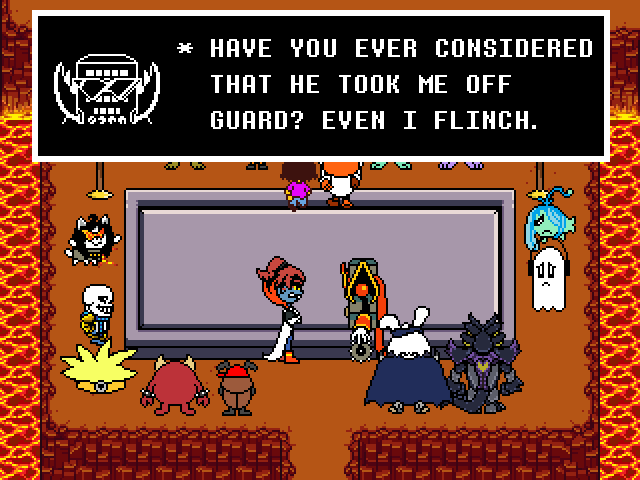 * HAVE YOU EVER CONSIDERED
THAT HE TOOK ME OFF
GUARD? EVEN I FLINCH.